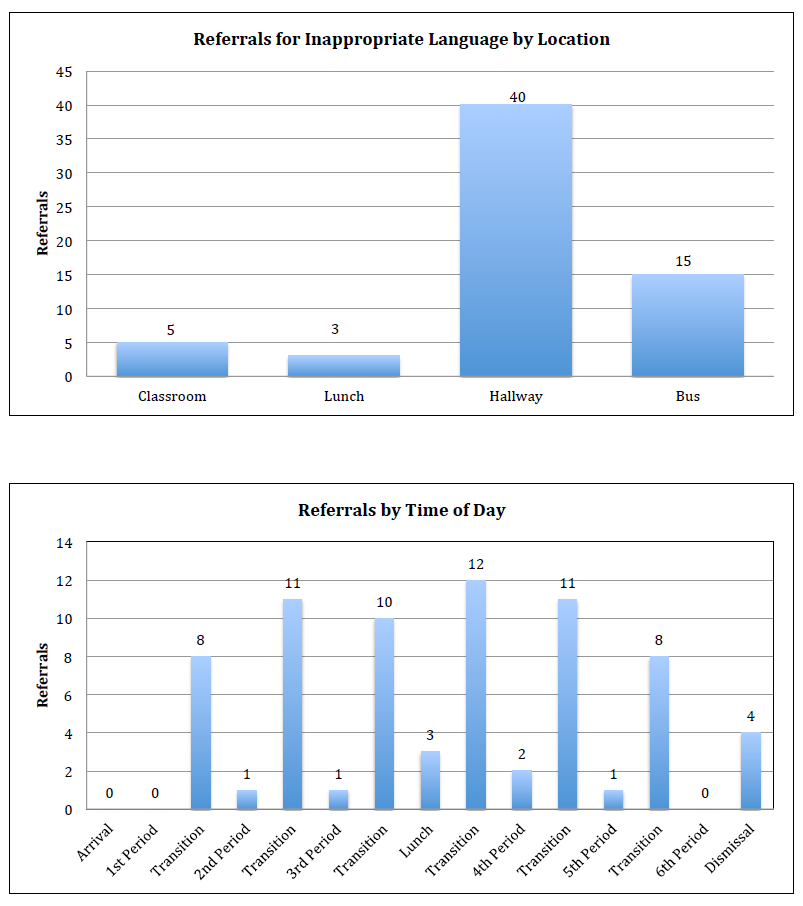 Referrals for Inappropriate Language by Location
45
40
35
30
25
20
15
10
5
0
Referrals
5
3
40
15
Classroom Lunch Hallway Bus
Referrals by Time of Day
14
12
10
8
6
4
2
0
Referrals
0
0
8
1
11
1
10
3
12
2
11
1
8
0
4
Arrival
1st Period
Transition
2nd Period
Transition
3rd Period
Transition
Lunch
Transition
4th Period
Transition
5th Period
Transition
6th Period
Dismissal